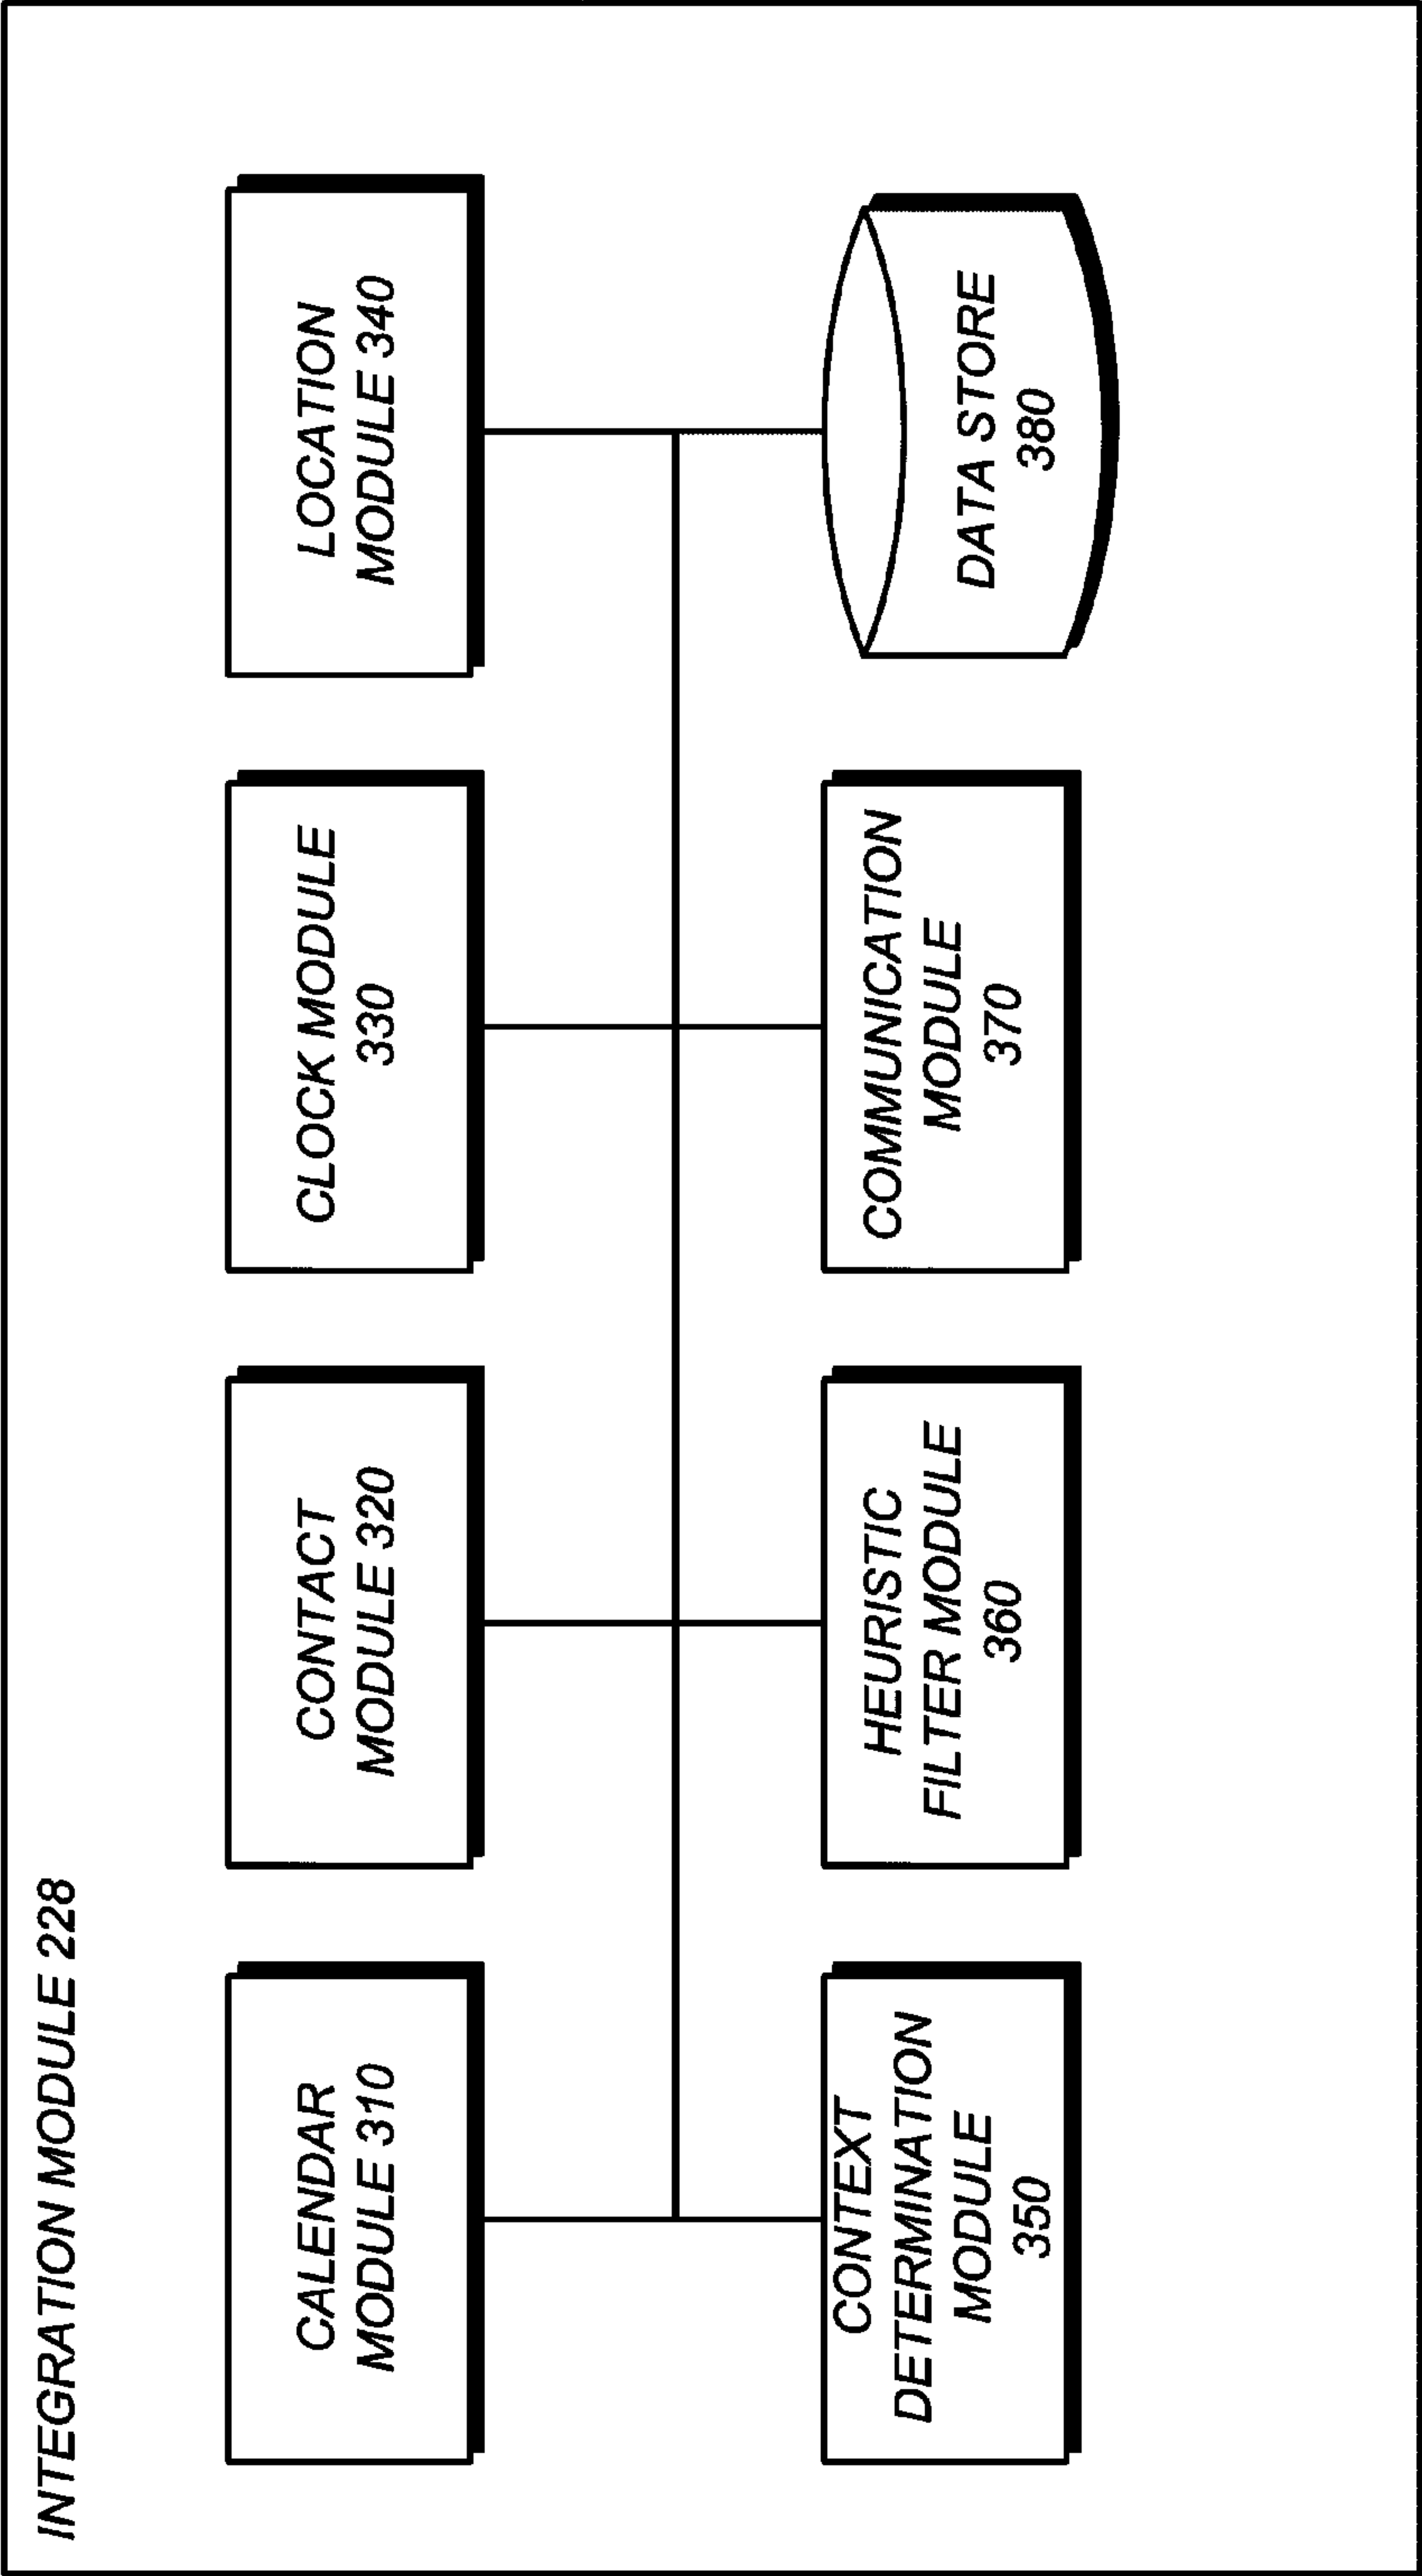 INTEGRATION MODULE 228
CALENDAR
MODULE 310
CONTACT
MODULE 320
CLOCK MODULE
330
LOCATION
MODULE 340
CONTEXT
DETERMINATION
MODULE
350
HEURISTIC
FILTER MODULE
360
COMMUNICATION
MODULE
370
DATA STORE
380